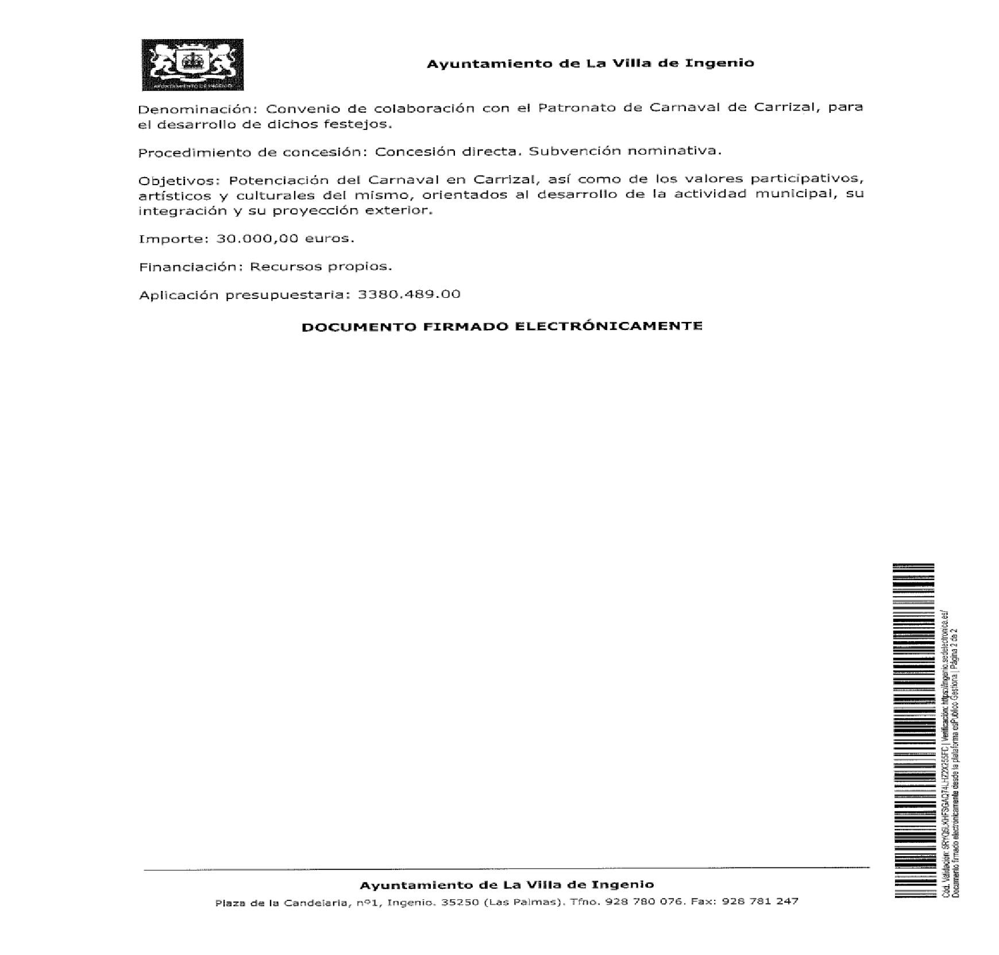 AYUNTAMIENTO DE INGENIO
Ayuntamiento de La Villa de Ingenio
Denominación: Convenio de colaboración con el Patronato de Carnaval de Carrizal, para
el desarrollo de dichos festejos.
Procedimiento de concesión: Concesión directa. Subvención nominativa.
Objetivos: Potenciación del Carnaval en Carrizal, así como de los valores participativos,
artísticos y culturales del mismo, orientados al desarrollo de la actividad municipal, su
integración y su proyección exterior.
Importe: 30.000,00 euros.
Financiación: Recursos propios.
Aplicación presupuestaria: 3380.489.00
DOCUMENTO FIRMADO ELECTRÓNICAMENTE
Cód. Validación: | Verificación: https://ingenio.sedelectronica.es/
Documento firmado electrónicamente desde la plataforma esPublico Gestiona | Página 2 de 2
Ayuntamiento de La Villa de Ingenio
Plaza de la Candelaria, nº1, Ingenio. 35250 (Las Palmas). Tfno. 928 780 076. Fax: 928 781 247